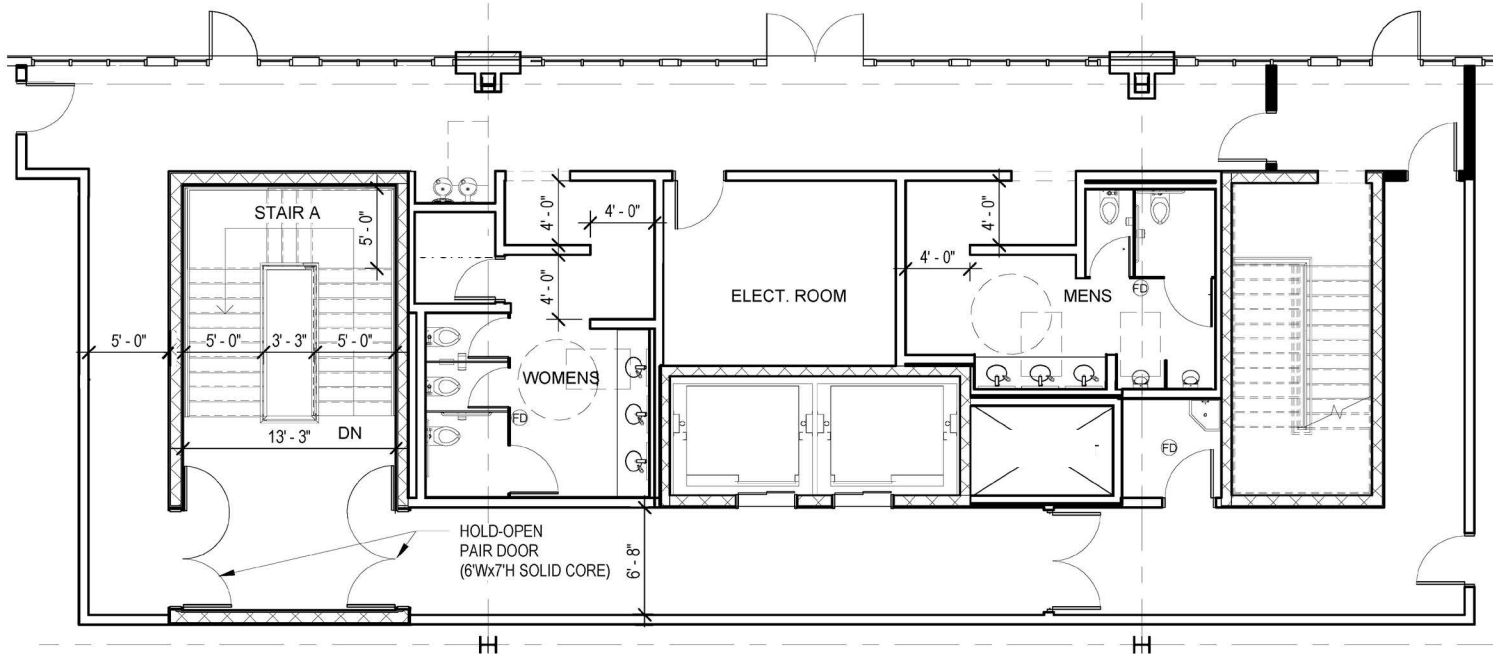 STAIR A
5' - 0"
4' - 0"
4' - 0"
4' - 0"
4' - 0"
4' - 0"
ELECT. ROOM
MENS
FD
5' - 0"
5' - 0"
3' - 3"
5' - 0"
WOMENS
FD
13' - 3"
DN
FD
HOLD-OPEN
PAIR DOOR
(6'Wx7'H SOLID CORE)
6' - 8"